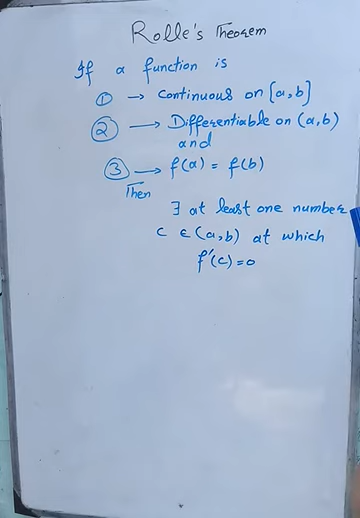 Rolle's Theorem
If a function is
① → Continuous on [a,b]
② → Differentiable on (a,b)
and
③ → f(a) = f(b)
Then
∃ at least one number
c ∈ (a,b) at which
f'(c)=0